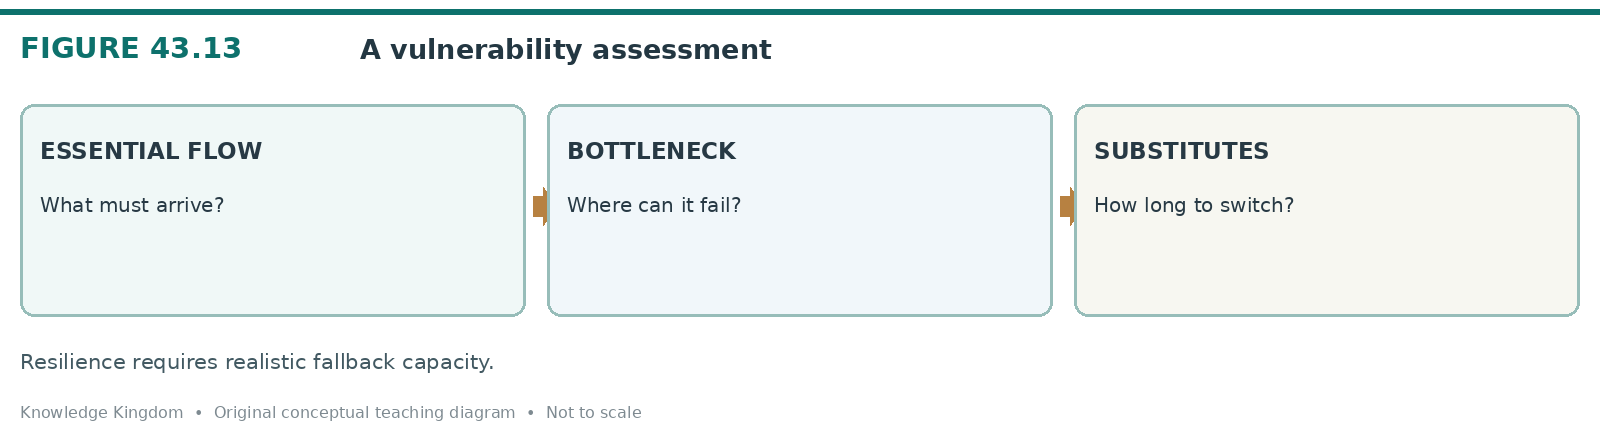 FIGURE 43.13 A vulnerability assessment
ESSENTIAL FLOW
What must arrive?
BOTTLENECK
Where can it fail?
SUBSTITUTES
How long to switch?
Resilience requires realistic fallback capacity.
Knowledge Kingdom • Original conceptual teaching diagram • Not to scale